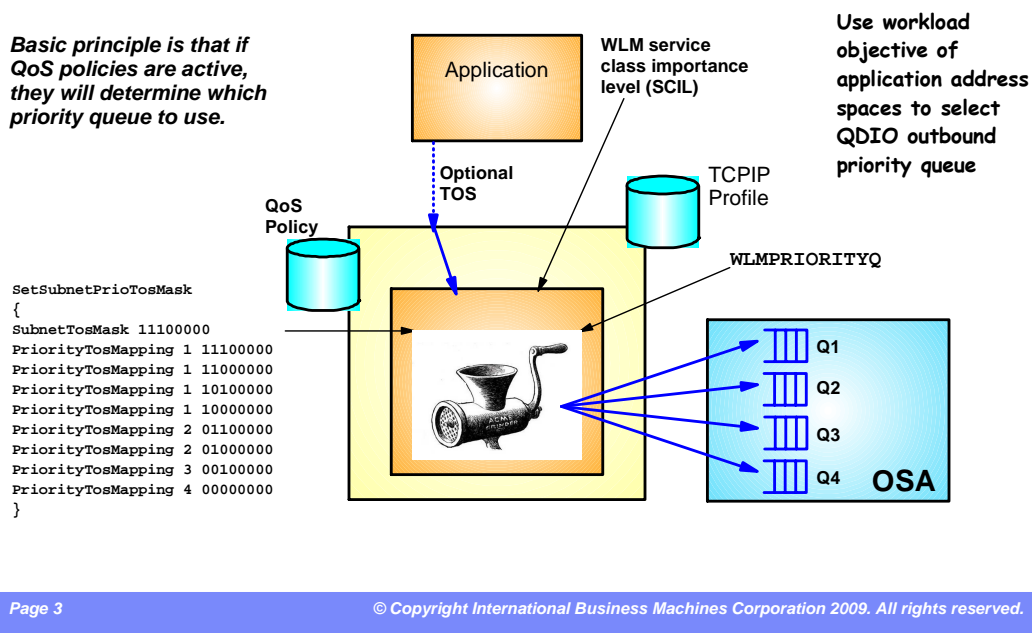 Basic principle is that if
QoS policies are active,
they will determine which
priority queue to use.
Application
WLM service
class importance
level (SCIL)
Use workload
objective of
application address
spaces to select
QDIO outbound
priority queue
Optional
TOS
TCPIP
Profile
QoS
Policy
WLMPRIORITYQ
SetSubnetPrioTosMask
{
SubnetTosMask 11100000
PriorityTosMapping 1 11100000
PriorityTosMapping 1 11000000
PriorityTosMapping 1 10100000
PriorityTosMapping 1 10000000
PriorityTosMapping 2 01100000
PriorityTosMapping 2 01000000
PriorityTosMapping 3 00100000
PriorityTosMapping 4 00000000
}
ACME
GRINDER
Q1
Q2
Q3
Q4
OSA
Page 3
© Copyright International Business Machines Corporation 2009. All rights reserved.